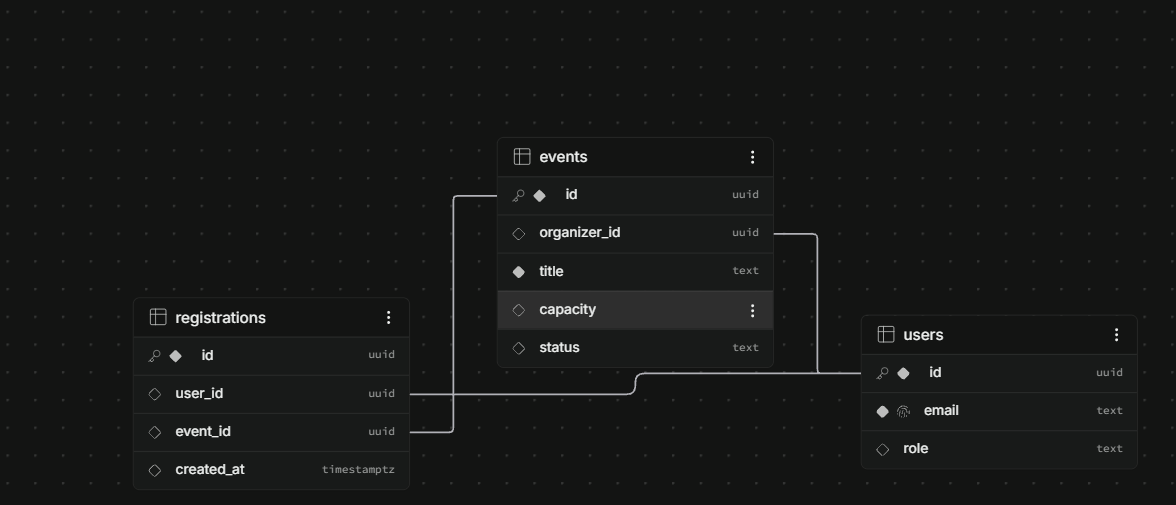 events
id uuid
organizer_id uuid
title text
capacity
status text
registrations
id uuid
user_id uuid
event_id uuid
created_at timestamptz
users
id uuid
email text
role text